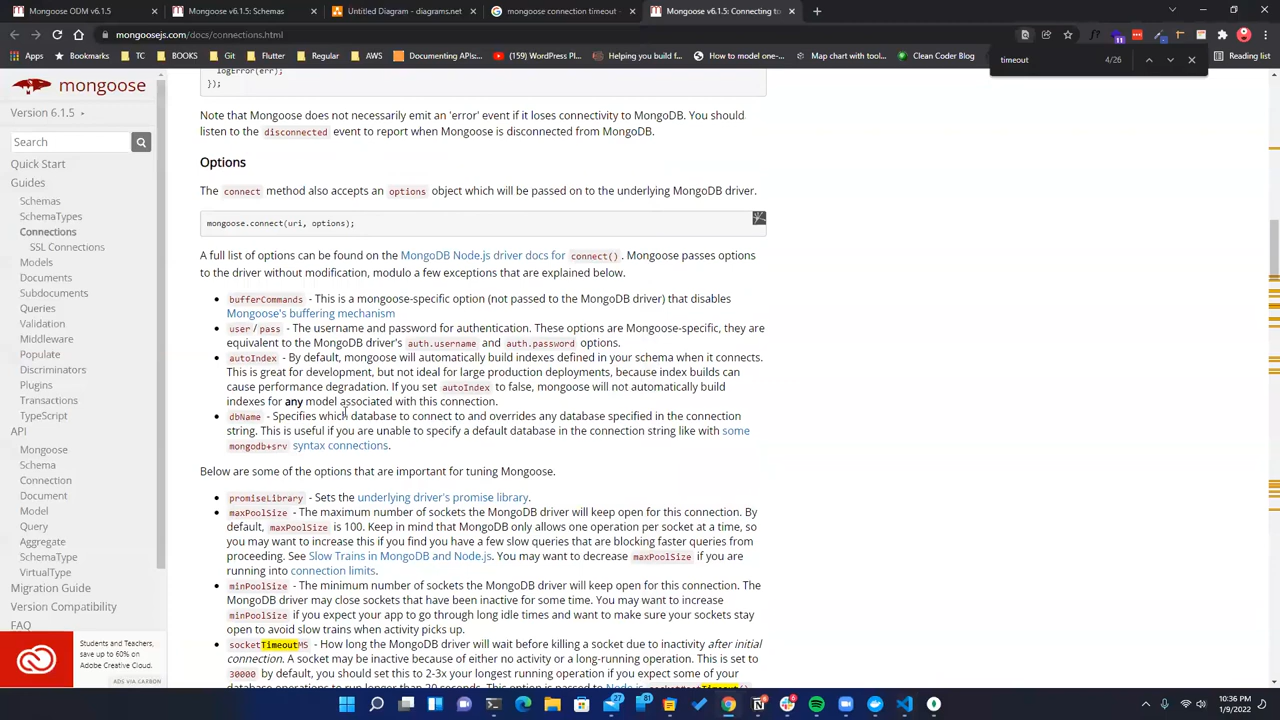 Mongoose ODM v6.1.5
Mongoose v6.1.5: Schemas
Untitled Diagram - diagrams.net
mongoose connection timeout -
Mongoose v6.1.5: Connecting to
mongoosejs.com/docs/connections.html
Apps
Bookmarks
TC
BOOKS
Git
Flutter
Regular
AWS
Documenting APIs:...
(159) WordPress Pl...
Helping you build f...
How to model one-...
Map chart with tool...
Clean Coder Blog
Reading list
timeout
4/26
mongoose
Version 6.1.5
Search
Quick Start
Guides
Schemas
SchemaTypes
Connections
SSL Connections
Models
Documents
Subdocuments
Queries
Validation
Middleware
Populate
Discriminators
Plugins
Transactions
TypeScript
API
Mongoose
Schema
Connection
Document
Model
Query
Aggregate
SchemaType
VirtualType
Migration Guide
Version Compatibility
FAQ
Students and Teachers,
save up to 60% on
Adobe Creative Cloud.
ADS VIA CARBON
logError(err);
});
Note that Mongoose does not necessarily emit an 'error' event if it loses connectivity to MongoDB. You should
listen to the disconnected event to report when Mongoose is disconnected from MongoDB.
Options
The connect method also accepts an options object which will be passed on to the underlying MongoDB driver.
mongoose.connect(uri, options);
A full list of options can be found on the MongoDB Node.js driver docs for connect(). Mongoose passes options
to the driver without modification, modulo a few exceptions that are explained below.
• bufferCommands - This is a mongoose-specific option (not passed to the MongoDB driver) that disables
Mongoose's buffering mechanism
• user/pass - The username and password for authentication. These options are Mongoose-specific, they are
equivalent to the MongoDB driver's auth.username and auth.password options.
• autoIndex - By default, mongoose will automatically build indexes defined in your schema when it connects.
This is great for development, but not ideal for large production deployments, because index builds can
cause performance degradation. If you set autoIndex to false, mongoose will not automatically build
indexes for any model associated with this connection.
• dbName - Specifies which database to connect to and overrides any database specified in the connection
string. This is useful if you are unable to specify a default database in the connection string like with some
mongodb+srv syntax connections.
Below are some of the options that are important for tuning Mongoose.
• promiseLibrary - Sets the underlying driver's promise library.
• maxPoolSize - The maximum number of sockets the MongoDB driver will keep open for this connection. By
default, maxPoolSize is 100. Keep in mind that MongoDB only allows one operation per socket at a time, so
you may want to increase this if you find you have a few slow queries that are blocking faster queries from
proceeding. See Slow Trains in MongoDB and Node.js. You may want to decrease maxPoolSize if you are
running into connection limits.
• minPoolSize - The minimum number of sockets the MongoDB driver will keep open for this connection. The
MongoDB driver may close sockets that have been inactive for some time. You may want to increase
minPoolSize if you expect your app to go through long idle times and want to make sure your sockets stay
open to avoid slow trains when activity picks up.
• socketTimeoutMS - How long the MongoDB driver will wait before killing a socket due to inactivity after initial
connection. A socket may be inactive because of either no activity or a long-running operation. This is set to
30000 by default, you should set this to 2-3x your longest running operation if you expect some of your
database operations to run longer than 20 seconds. This option is passed to Node.js
10:36 PM
1/9/2022